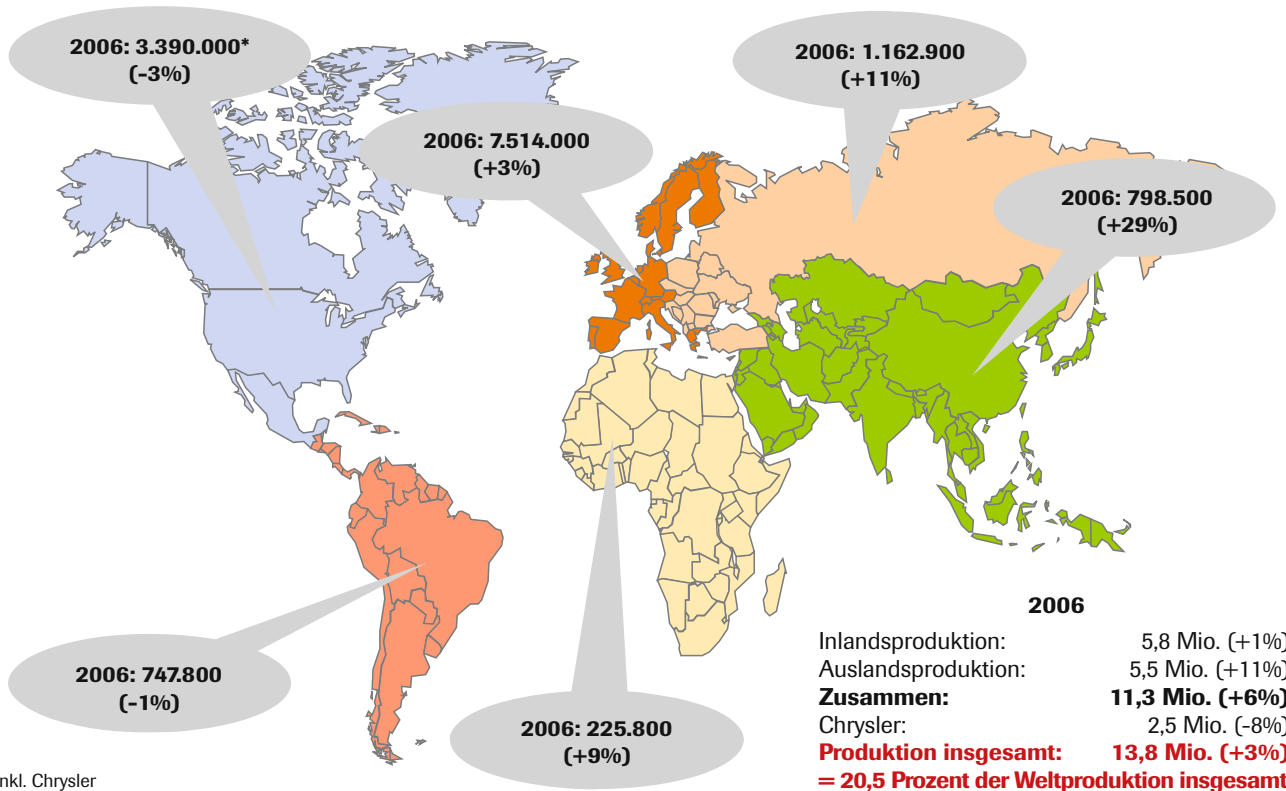 2006: 3.390.000*
(-3%)
2006: 1.162.900
(+11%)
2006: 7.514.000
(+3%)
2006: 798.500
(+29%)
2006: 747.800
(-1%)
2006: 225.800
(+9%)
2006
Inlandsproduktion: 5,8 Mio. (+1%)
Auslandsproduktion: 5,5 Mio. (+11%)
Zusammen: 11,3 Mio. (+6%)
Chrysler: 2,5 Mio. (-8%)
Produktion insgesamt: 13,8 Mio. (+3%)
= 20,5 Prozent der Weltproduktion insgesamt
inkl. Chrysler